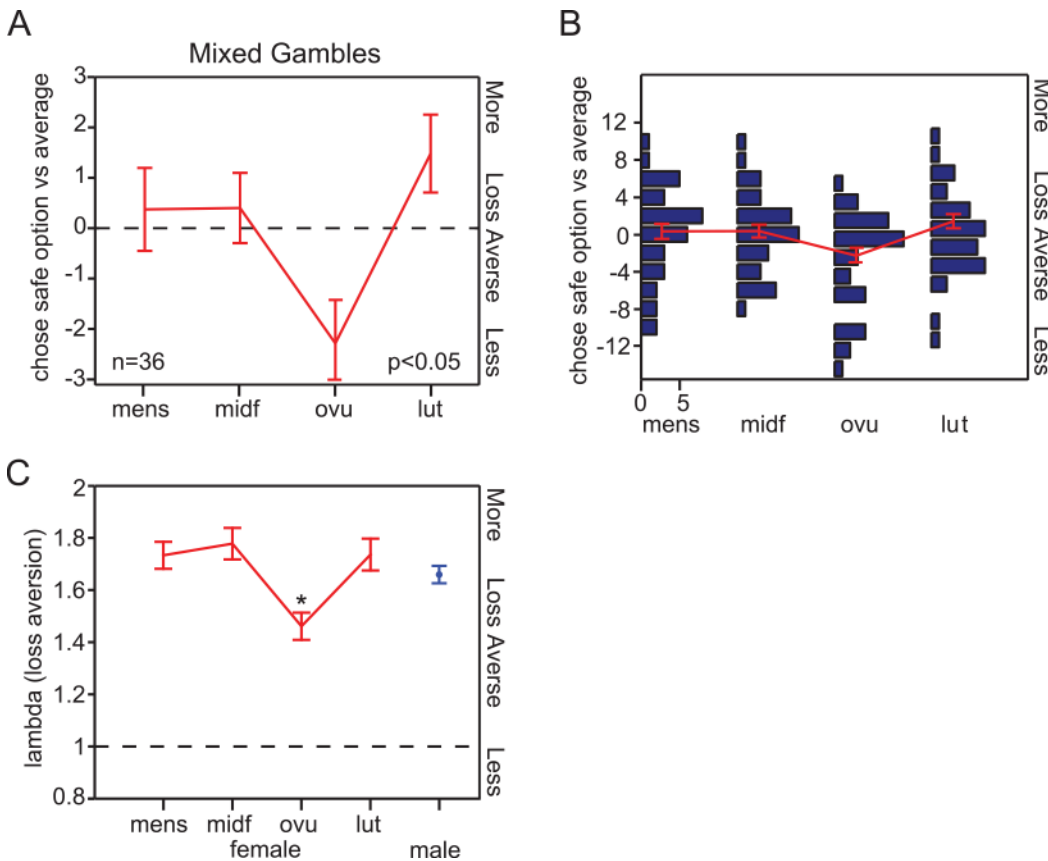 A
Mixed Gambles
chose safe option vs average
3
2
1
0
-1
-2
-3
n=36
p<0.05
mens midf ovu lut
More Loss Averse Less
B
chose safe option vs average
12
8
4
0
-4
-8
-12
0 5
mens midf ovu lut
More Loss Averse Less
C
lambda (loss aversion)
2
1.8
1.6
1.4
1.2
1
0.8
*
mens midf ovu lut
female male
More Loss Averse Less